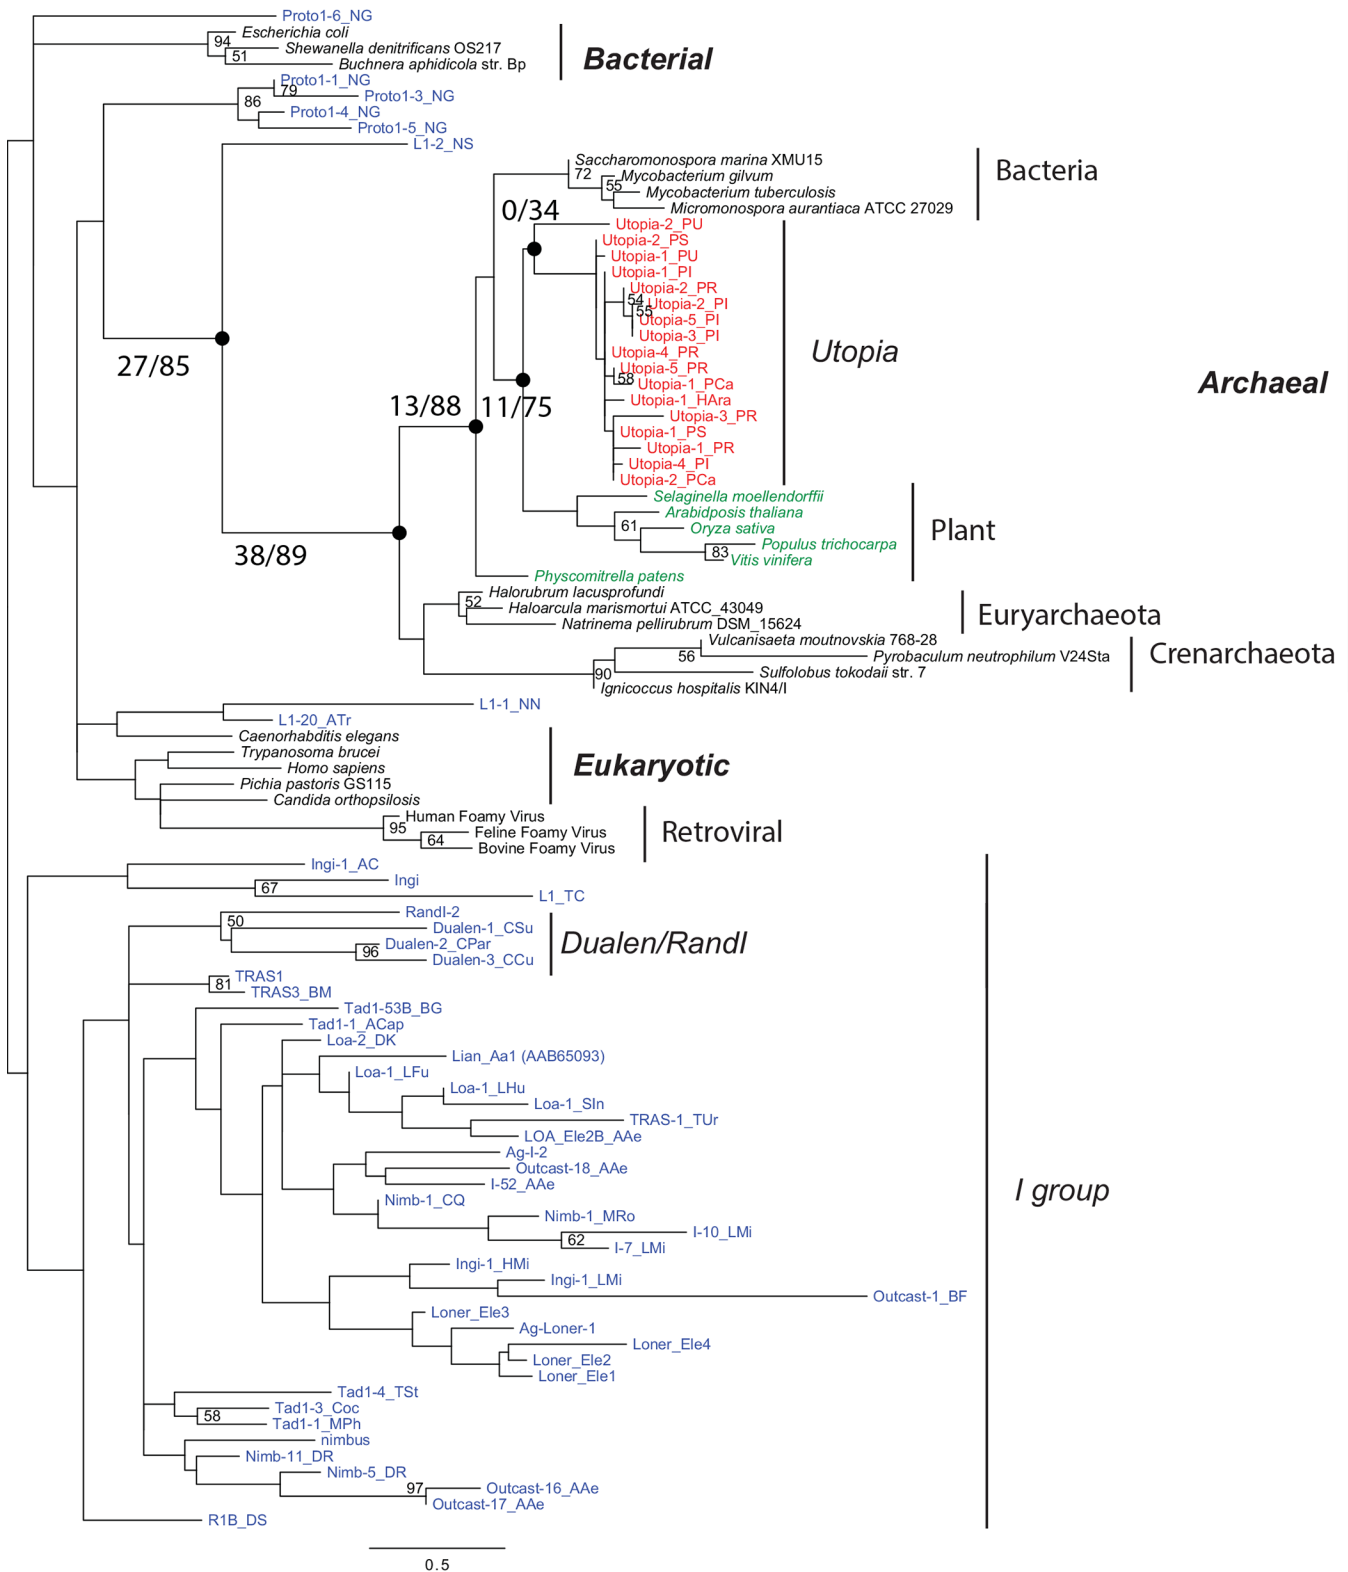 Proto1-6_NG
Escherichia coli
94
Shewanella denitrificans OS217
51
Buchnera aphidicola str. Bp
Bacterial
Proto1-1_NG
79
Proto1-3_NG
86
Proto1-4_NG
Proto1-5_NG
L1-2_NS
Saccharomonospora marina XMU15
72
Mycobacterium gilvum
55
Mycobacterium tuberculosis
Micromonospora aurantiaca ATCC 27029
Bacteria
0/34
Utopia-2_PU
Utopia-2_PS
Utopia-1_PU
Utopia-1_PI
Utopia-2_PR
54
Utopia-2_PI
55
Utopia-5_PI
Utopia-3_PI
Utopia-4_PR
Utopia-5_PR
58
Utopia-1_PCa
Utopia-1_HAra
Utopia-3_PR
Utopia-1_PS
Utopia-1_PR
Utopia-4_PI
Utopia-2_PCa
Utopia
Archaeal
27/85
13/88
11/75
38/89
Selaginella moellendorffii
Arabidposis thaliana
61
Oryza sativa
Populus trichocarpa
83
Vitis vinifera
Physcomitrella patens
Plant
Halorubrum lacusprofundi
52
Haloarcula marismortui ATCC_43049
Natrinema pellirubrum DSM_15624
Euryarchaeota
Vulcanisaeta moutnovskia 768-28
56
Pyrobaculum neutrophilum V24Sta
90
Sulfolobus tokodaii str. 7
Ignicoccus hospitalis KIN4/I
Crenarchaeota
L1-1_NN
L1-20_ATr
Caenorhabditis elegans
Trypanosoma brucei
Homo sapiens
Pichia pastoris GS115
Candida orthopsilosis
Eukaryotic
Human Foamy Virus
95
Feline Foamy Virus
64
Bovine Foamy Virus
Retroviral
Ingi-1_AC
Ingi
67
L1_TC
RandI-2
50
Dualen-1_CSu
Dualen-2_CPar
96
Dualen-3_CCu
Dualen/RandI
TRAS1
81
TRAS3_BM
Tad1-53B_BG
Tad1-1_ACap
Loa-2_DK
Lian_Aa1 (AAB65093)
Loa-1_LFu
Loa-1_LHu
Loa-1_SIn
TRAS-1_TUr
LOA_Ele2B_AAe
Ag-I-2
Outcast-18_AAe
I-52_AAe
Nimb-1_CQ
Nimb-1_MRo
I-10_LMi
62
I-7_LMi
I group
Ingi-1_HMi
Ingi-1_LMi
Outcast-1_BF
Loner_Ele3
Ag-Loner-1
Loner_Ele4
Loner_Ele2
Loner_Ele1
Tad1-4_TSt
Tad1-3_Coc
58
Tad1-1_MPh
nimbus
Nimb-11_DR
Nimb-5_DR
97
Outcast-16_AAe
Outcast-17_AAe
R1B_DS
0.5